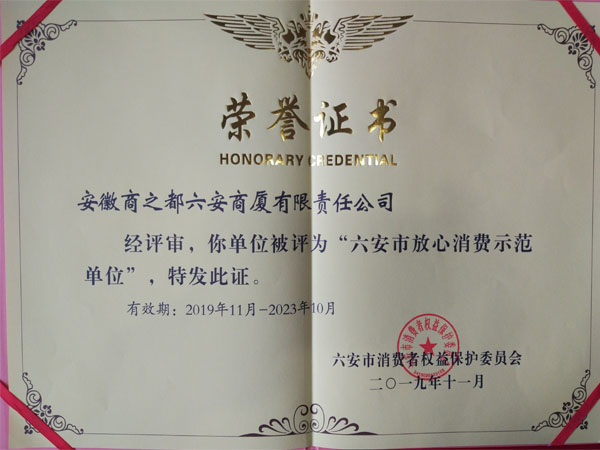 荣誉证书
HONORARY CREDENTIAL
安徽商之都六安商厦有限责任公司
经评审，你单位被评为“六安市放心消费示范
单位”，特发此证。
有效期：2019年11月-2023年10月
六安市消费者权益保护委员会
二〇一九年十一月